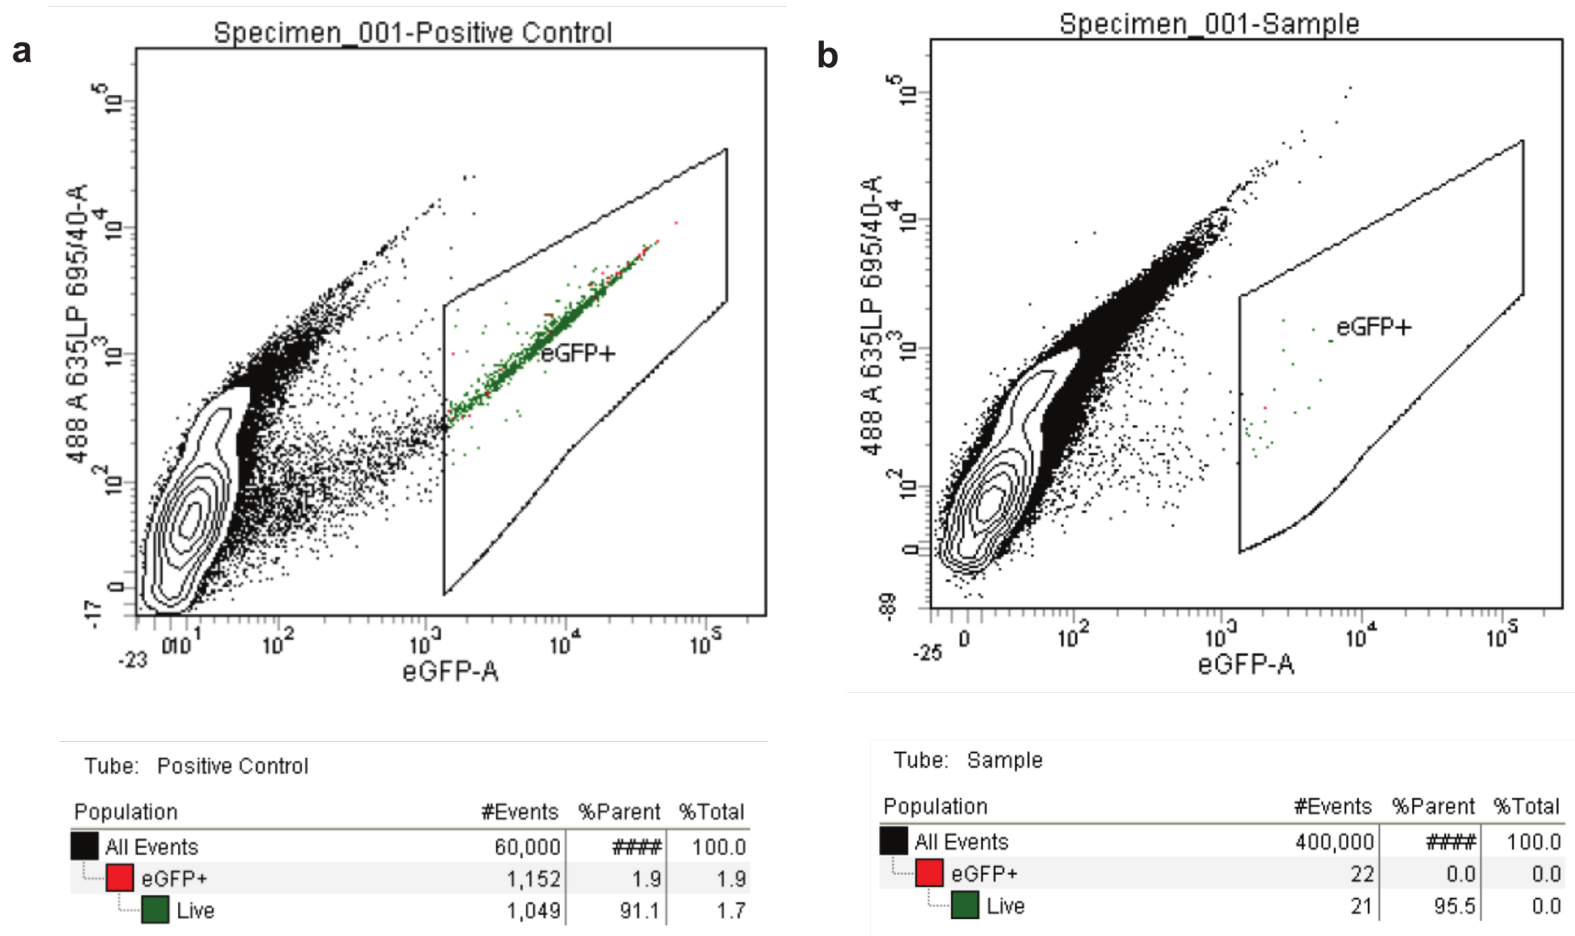 a
Specimen_001-Positive Control
488 A 635LP 695/40-A
10^5
10^4
10^3
10^2
0
-17
eGFP+
-23 0 10^1 10^2 10^3 10^4 10^5
eGFP-A
Tube: Positive Control
Population #Events %Parent %Total
All Events 60,000 #### 100.0
eGFP+ 1,152 1.9 1.9
Live 1,049 91.1 1.7
b
Specimen_001-Sample
488 A 635LP 695/40-A
10^5
10^4
10^3
10^2
0
-89
eGFP+
-25 0 10^2 10^3 10^4 10^5
eGFP-A
Tube: Sample
Population #Events %Parent %Total
All Events 400,000 #### 100.0
eGFP+ 22 0.0 0.0
Live 21 95.5 0.0